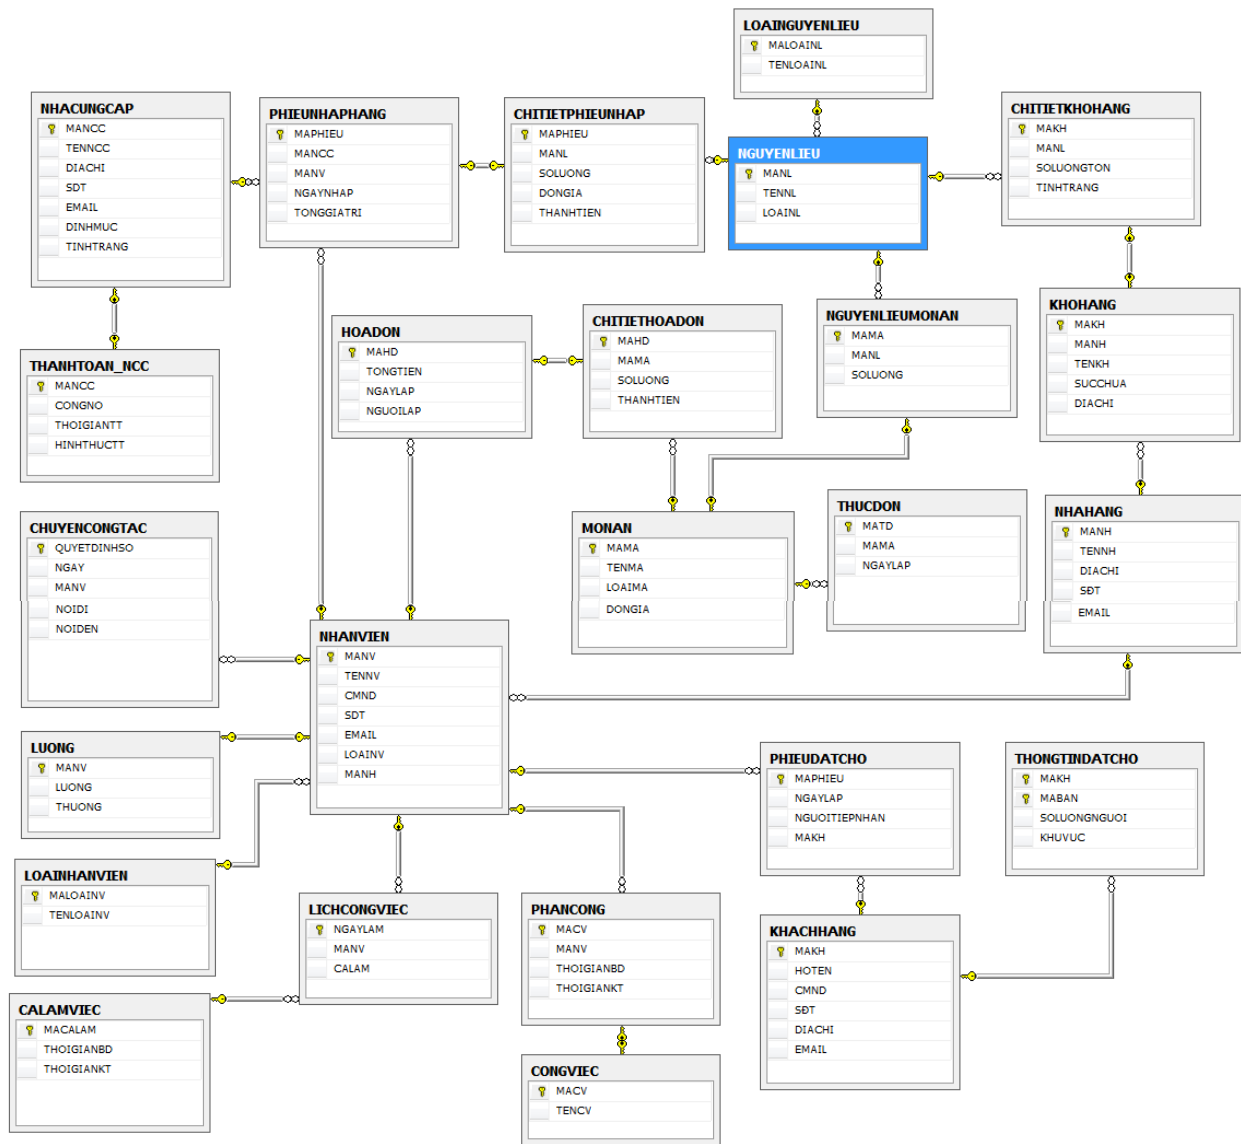 LOAINGUYENLIEU
MALOAINL
TENLOAINL
NHACUNGCAP
MANCC
TENNCC
DIACHI
SDT
EMAIL
DINHMUC
TINHTRANG
PHIEUNHAPHANG
MAPHIEU
MANCC
MANV
NGAYNHAP
TONGGIATRI
CHITIETPHIEUNHAP
MAPHIEU
MANL
SOLUONG
DONGIA
THANHTIEN
NGUYENLIEU
MANL
TENNL
LOAINL
CHITIETKHOHANG
MAKH
MANL
SOLUONGTON
TINHTRANG
THANHTOAN_NCC
MANCC
CONGNO
THOIGIANTT
HINHTHUCTT
HOADON
MAHD
TONGTIEN
NGAYLAP
NGUOILAP
CHITIETHOADON
MAHD
MAMA
SOLUONG
THANHTIEN
NGUYENLIEUMONAN
MAMA
MANL
SOLUONG
KHOHANG
MAKH
MANH
TENKH
SUCCHUA
DIACHI
CHUYENCONGTAC
QUYETDINHSO
NGAY
MANV
NOIDI
NOIDEN
MONAN
MAMA
TENMA
LOAIMA
DONGIA
THUCDON
MATD
MAMA
NGAYLAP
NHAHANG
MANH
TENNH
DIACHI
SĐT
EMAIL
NHANVIEN
MANV
TENNV
CMND
SDT
EMAIL
LOAINV
MANH
LUONG
MANV
LUONG
THUONG
PHIEUDATCHO
MAPHIEU
NGAYLAP
NGUOITIEPNHAN
MAKH
THONGTINDATCHO
MAKH
MABAN
SOLUONGNGUOI
KHUVUC
LOAINHANVIEN
MALOAINV
TENLOAINV
LICHCONGVIEC
NGAYLAM
MANV
CALAM
PHANCONG
MACV
MANV
THOIGIANBD
THOIGIANKT
KHACHHANG
MAKH
HOTEN
CMND
SĐT
DIACHI
EMAIL
CALAMVIEC
MACALAM
THOIGIANBD
THOIGIANKT
CONGVIEC
MACV
TENCV